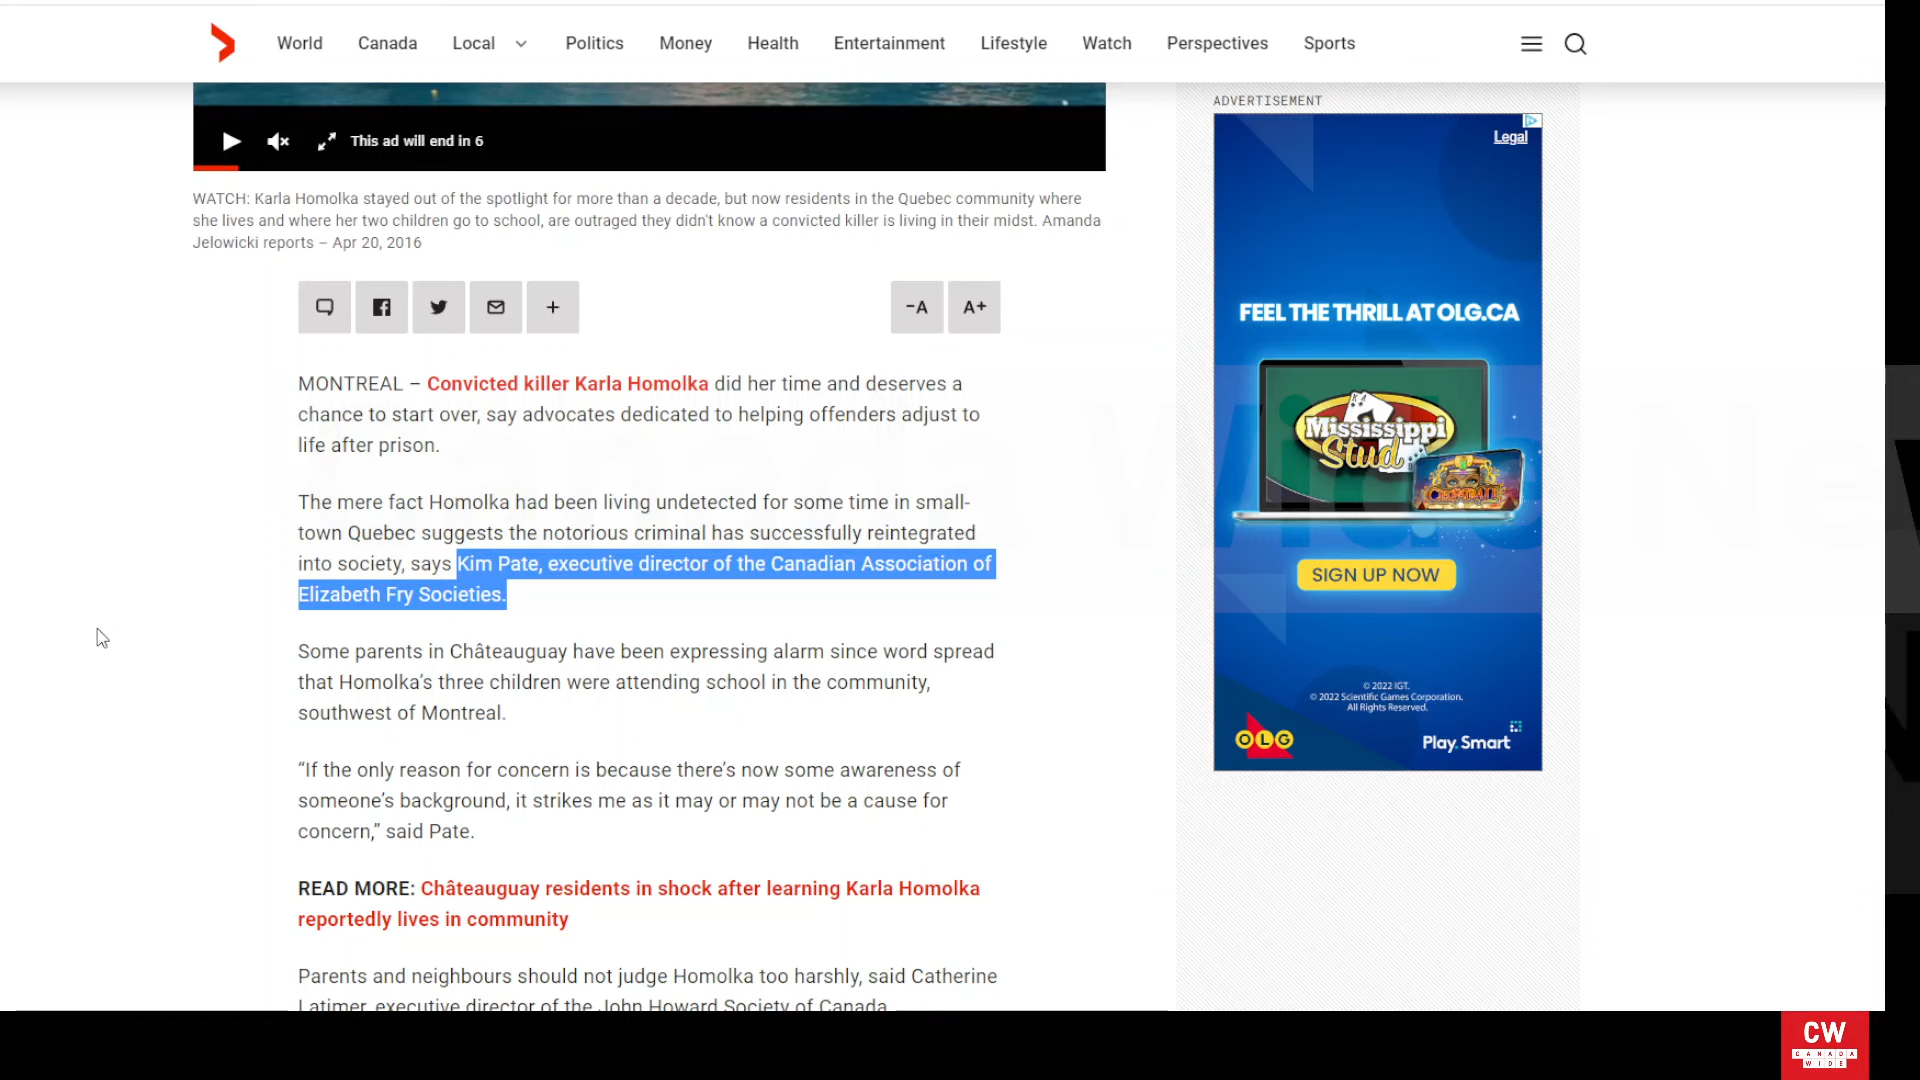 World Canada Local Politics Money Health Entertainment Lifestyle Watch Perspectives Sports
This ad will end in 6
WATCH: Karla Homolka stayed out of the spotlight for more than a decade, but now residents in the Quebec community where
she lives and where her two children go to school, are outraged they didn't know a convicted killer is living in their midst. Amanda
Jelowicki reports – Apr 20, 2016
-A A+
MONTREAL – Convicted killer Karla Homolka did her time and deserves a
chance to start over, say advocates dedicated to helping offenders adjust to
life after prison.
The mere fact Homolka had been living undetected for some time in small-
town Quebec suggests the notorious criminal has successfully reintegrated
into society, says Kim Pate, executive director of the Canadian Association of
Elizabeth Fry Societies.
Some parents in Châteauguay have been expressing alarm since word spread
that Homolka’s three children were attending school in the community,
southwest of Montreal.
“If the only reason for concern is because there’s now some awareness of
someone’s background, it strikes me as it may or may not be a cause for
concern,” said Pate.
READ MORE: Châteauguay residents in shock after learning Karla Homolka
reportedly lives in community
Parents and neighbours should not judge Homolka too harshly, said Catherine
Latimer, executive director of the John Howard Society of Canada.
ADVERTISEMENT
Legal
FEEL THE THRILL AT OLG.CA
Mississippi
Stud
CLEOPATRA
SIGN UP NOW
© 2022 IGT.
© 2022 Scientific Games Corporation.
All Rights Reserved.
OLG
Play. Smart
CW
CANADA
WIDE